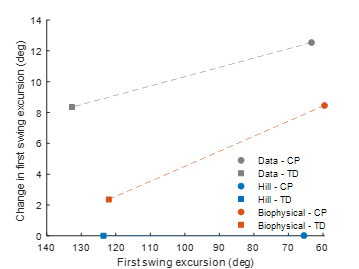 14
12
10
8
6
4
2
0
Change in first swing excursion (deg)
Data - CP
Data - TD
Hill - CP
Hill - TD
Biophysical - CP
Biophysical - TD
140 130 120 110 100 90 80 70 60
First swing excursion (deg)